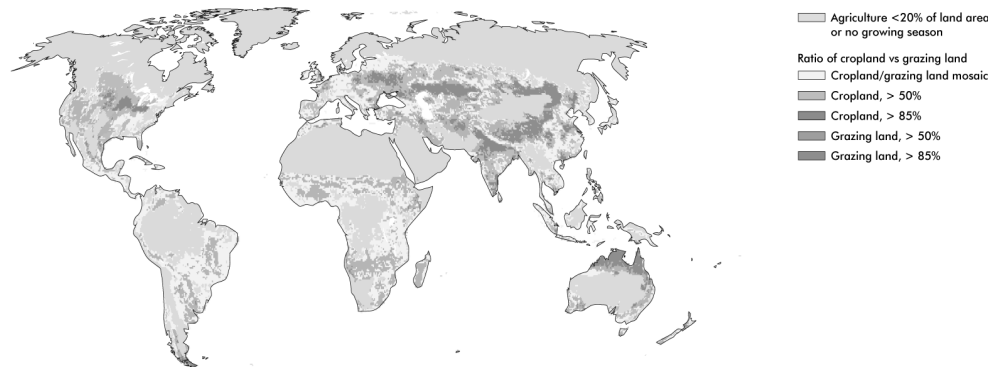 Agriculture <20% of land area
or no growing season
Ratio of cropland vs grazing land
Cropland/grazing land mosaic
Cropland, > 50%
Cropland, > 85%
Grazing land, > 50%
Grazing land, > 85%